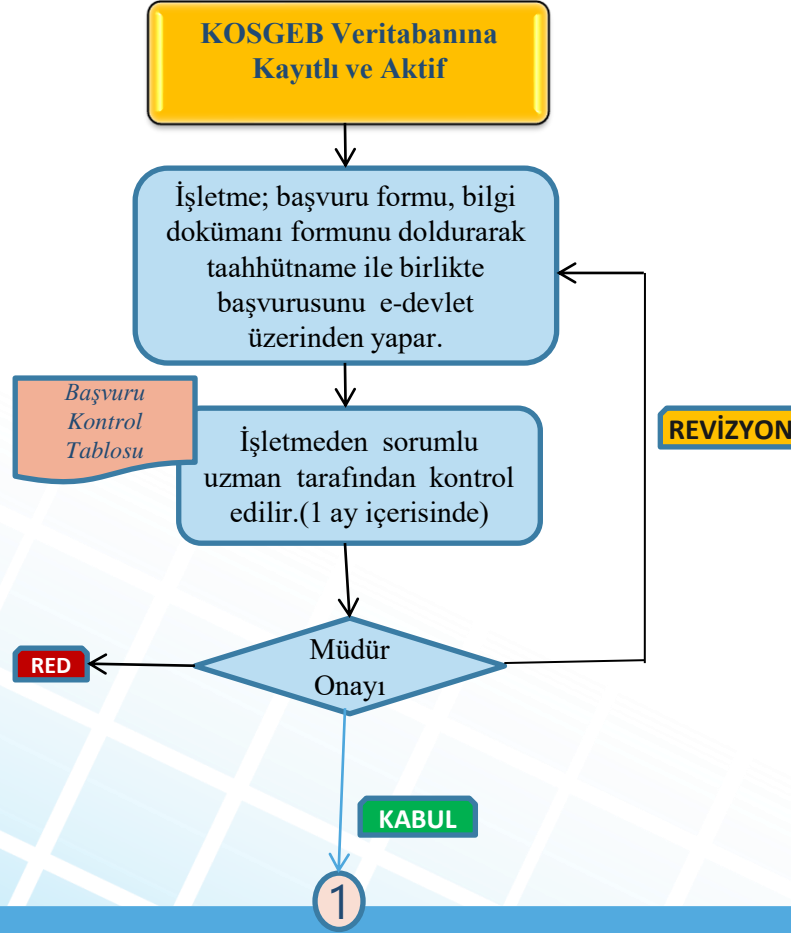 KOSGEB Veritabanına
Kayıtlı ve Aktif
İşletme; başvuru formu, bilgi
dokümanı formunu doldurarak
taahhütname ile birlikte
başvurusunu e-devlet
üzerinden yapar.
Başvuru
Kontrol
Tablosu
İşletmeden sorumlu
uzman tarafından kontrol
edilir.(1 ay içerisinde)
REVİZYON
Müdür
Onayı
RED
KABUL
1